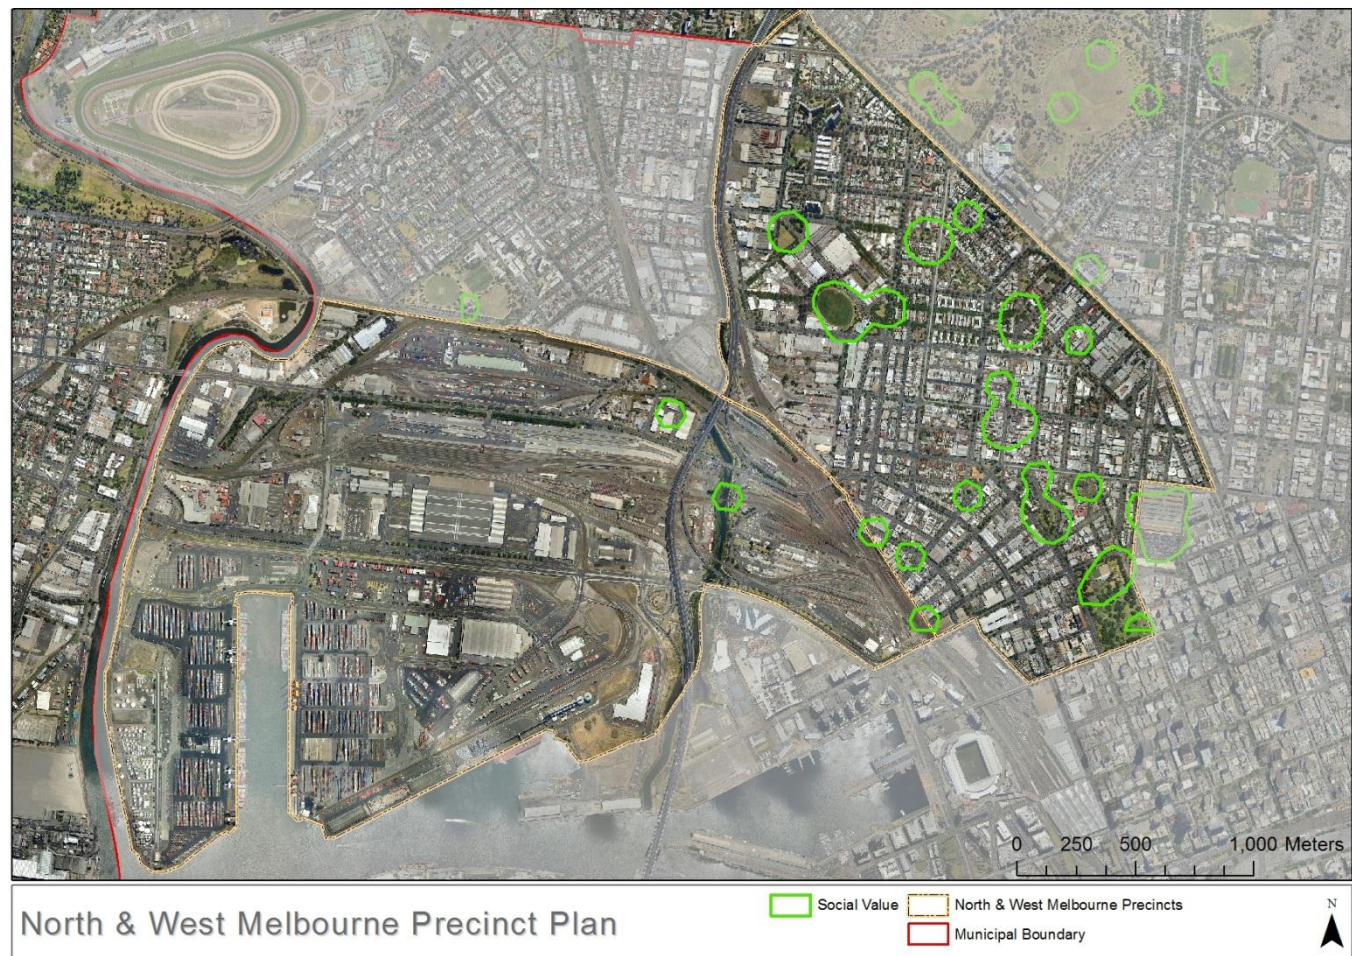 0 250 500 1,000 Meters
North & West Melbourne Precinct Plan
Social Value
North & West Melbourne Precincts
Municipal Boundary
N